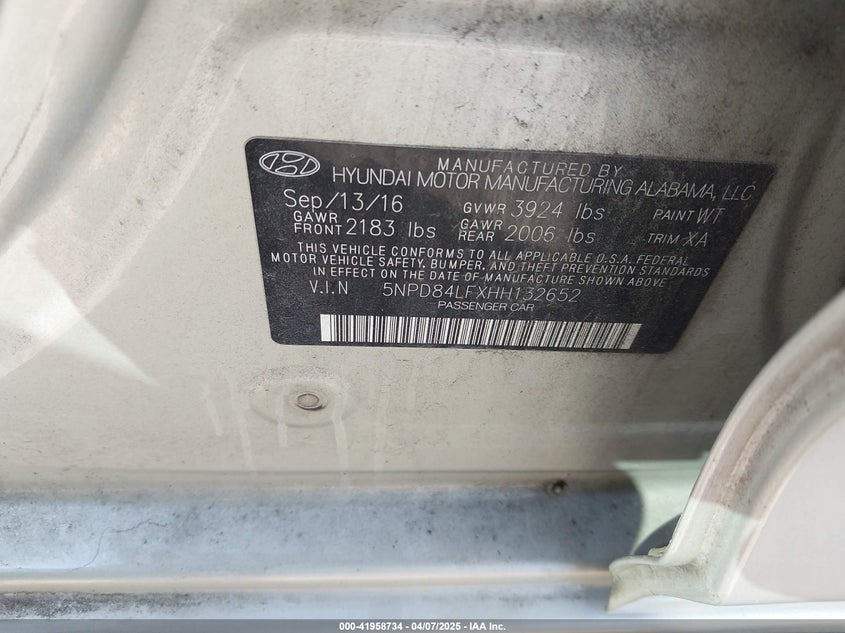 MANUFACTURED BY
HYUNDAI MOTOR MANUFACTURING ALABAMA, LLC
Sep/13/16 GVWR 3924 lbs PAINT WT
GAWR FRONT 2183 lbs GAWR REAR 2006 lbs TRIM XA
THIS VEHICLE CONFORMS TO ALL APPLICABLE U.S.A. FEDERAL
MOTOR VEHICLE SAFETY, BUMPER, AND THEFT PREVENTION STANDARDS
IN EFFECT ON THE DATE OF MANUFACTURE SHOWN ABOVE.
V.I.N 5NPD84LFXHH132652
PASSENGER CAR
000-41958734 - 04/07/2025 - IAA Inc.